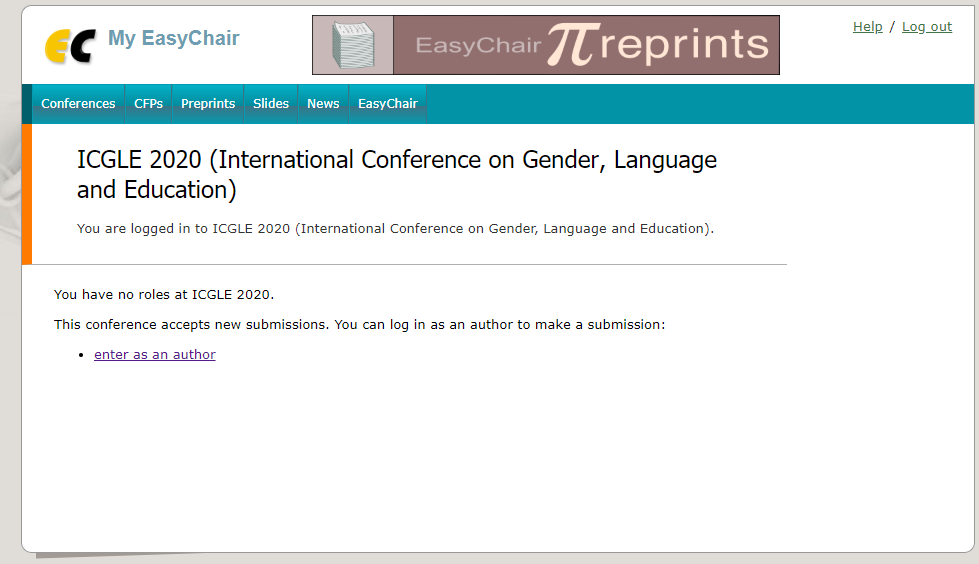 EC My EasyChair
EasyChair πreprints
Help / Log out
Conferences CFPs Preprints Slides News EasyChair
ICGLE 2020 (International Conference on Gender, Language
and Education)
You are logged in to ICGLE 2020 (International Conference on Gender, Language and Education).
You have no roles at ICGLE 2020.
This conference accepts new submissions. You can log in as an author to make a submission:
• enter as an author